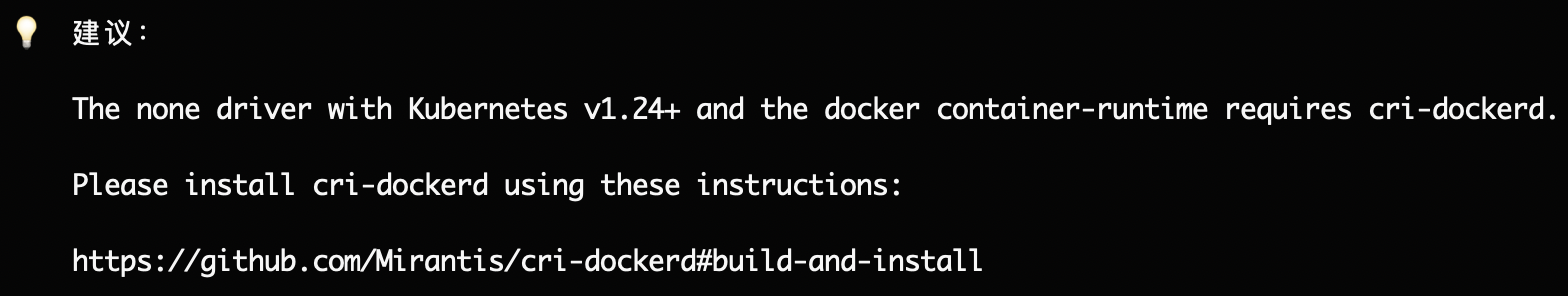 💡 建议：
The none driver with Kubernetes v1.24+ and the docker container-runtime requires cri-dockerd.
Please install cri-dockerd using these instructions:
https://github.com/Mirantis/cri-dockerd#build-and-install